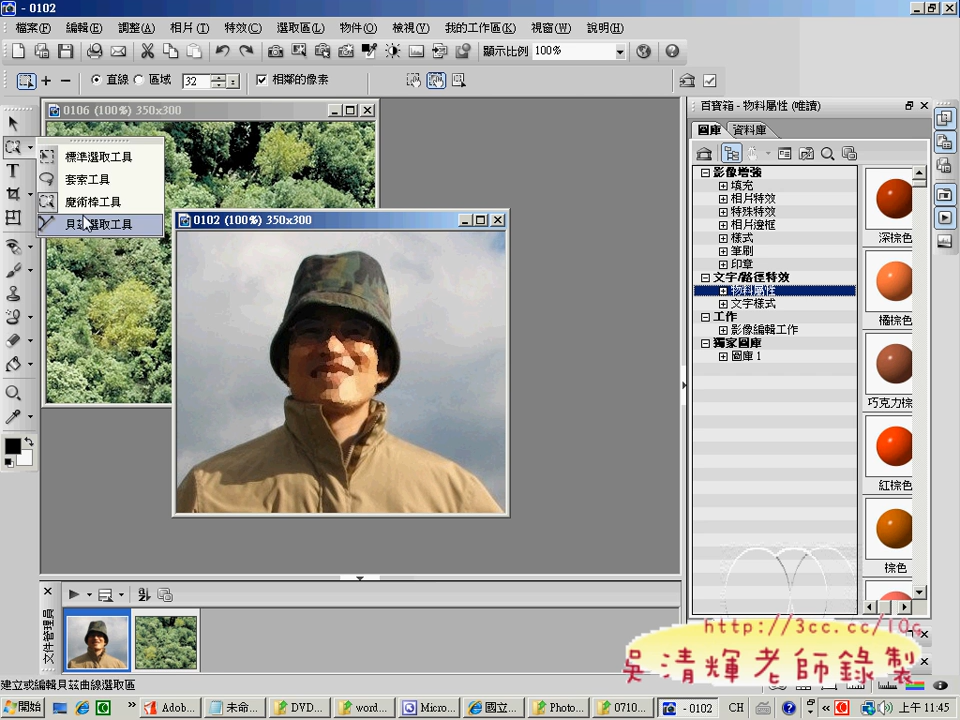 - 0102
檔案(F) 編輯(E) 調整(A) 相片(I) 特效(C) 選取區(L) 物件(O) 檢視(V) 我的工作區(K) 視窗(W) 說明(H)
顯示比例 100%
直線 區域 32 相鄰的像素
0106 (100%) 350x300
標準選取工具
套索工具
魔術棒工具
貝茲選取工具
0102 (100%) 350x300
百寶箱 - 物料屬性 (唯讀)
圖庫 資料庫
影像增強
填充
相片特效
特殊特效
相片邊框
樣式
筆刷
印章
文字/路徑特效
物料屬性
文字樣式
工作
影像編輯工作
獨家圖庫
圖庫 1
深棕色
橘棕色
巧克力棕
紅棕色
棕色
文件管理員
http://3cc.cc/10c
吳清輝老師錄製
建立或編輯貝茲曲線選取區
開始 Adob... 未命... DVD... word... Micro... 國立... Photo... 0710... - 0102 CH 上午 11:45